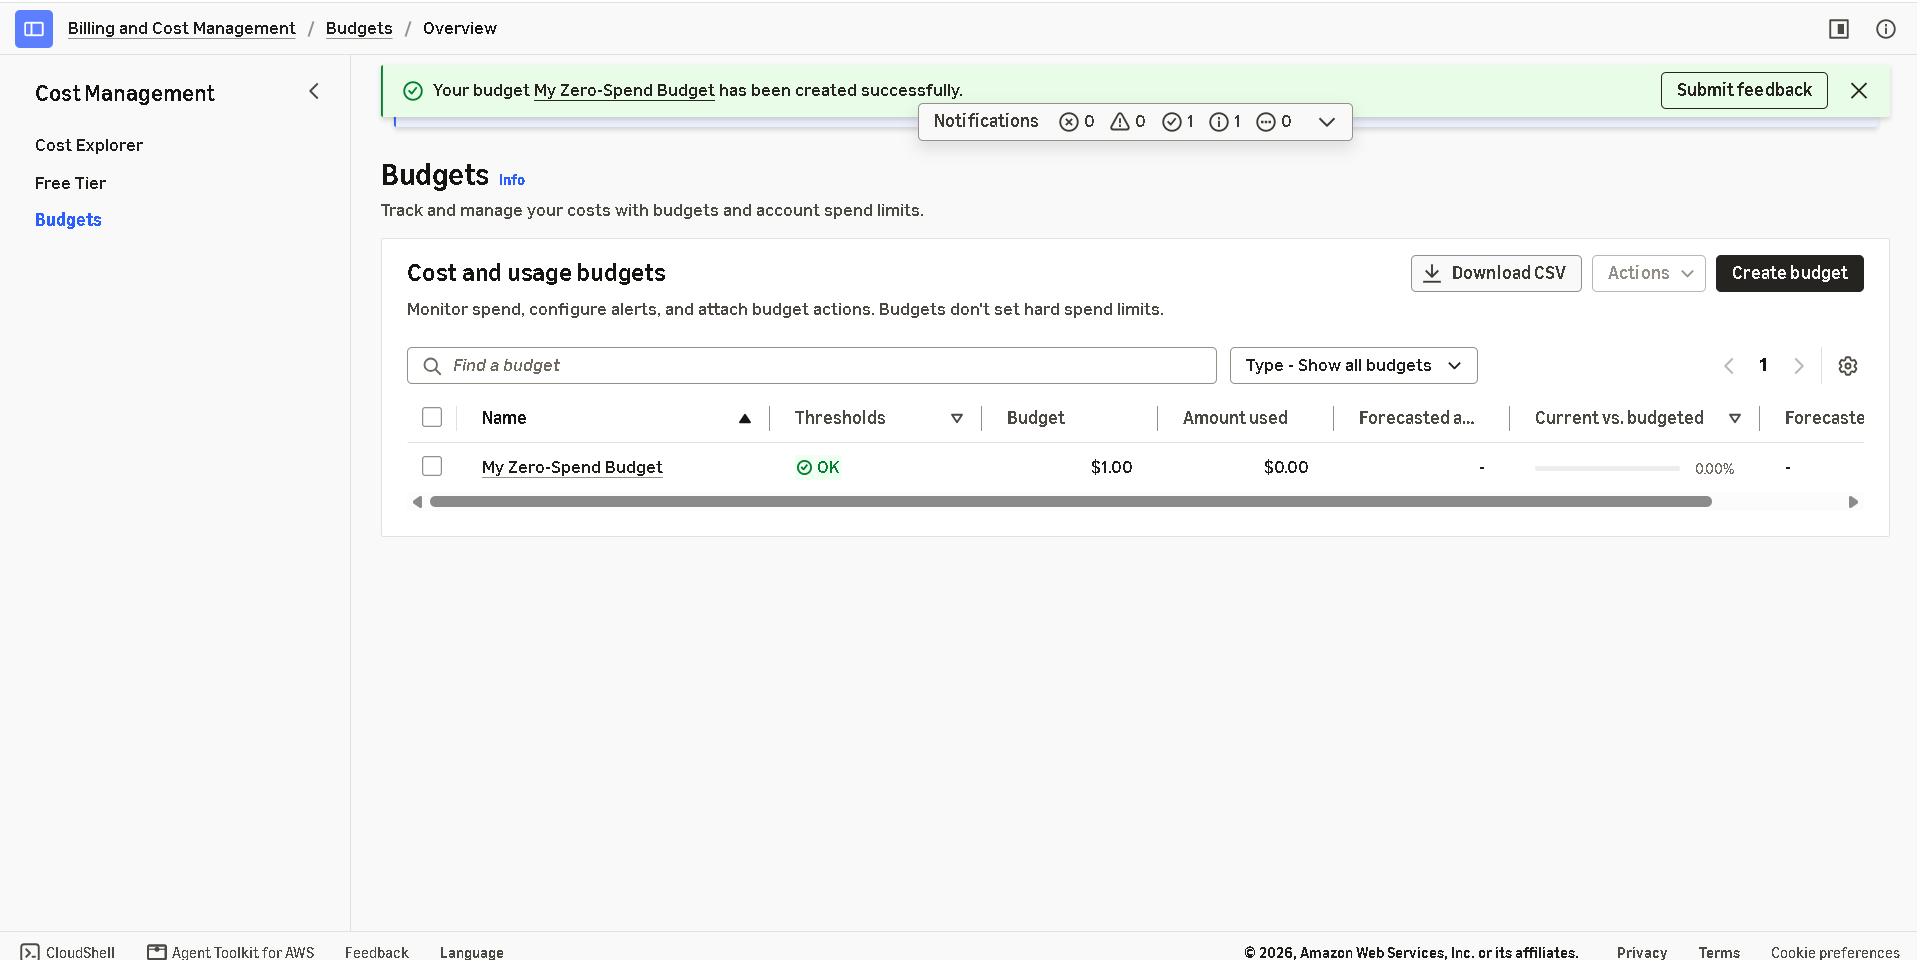 Billing and Cost Management / Budgets / Overview
Cost Management
Cost Explorer
Free Tier
Budgets
Your budget My Zero-Spend Budget has been created successfully.
Submit feedback
Notifications 0 0 1 1 0
Budgets Info
Track and manage your costs with budgets and account spend limits.
Cost and usage budgets
Download CSV
Actions
Create budget
Monitor spend, configure alerts, and attach budget actions. Budgets don't set hard spend limits.
Find a budget
Type - Show all budgets
1
Name Thresholds Budget Amount used Forecasted a... Current vs. budgeted Forecaste
My Zero-Spend Budget OK $1.00 $0.00 - 0.00% -
CloudShell Agent Toolkit for AWS Feedback Language © 2026, Amazon Web Services, Inc. or its affiliates. Privacy Terms Cookie preferences